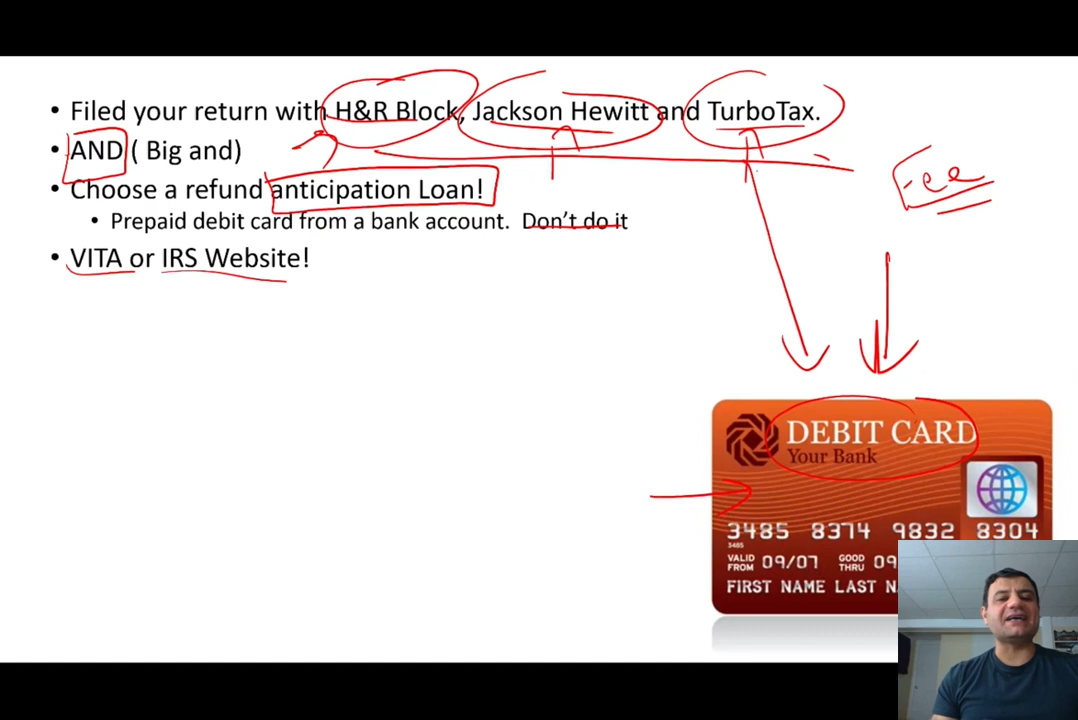 • Filed your return with H&R Block, Jackson Hewitt and TurboTax.
• AND ( Big and)
• Choose a refund anticipation Loan!
• Prepaid debit card from a bank account. Don't do it
• VITA or IRS Website!
Fee
DEBIT CARD
Your Bank
3485 8374 9832 8304
3485
VALID FROM 09/07 GOOD THRU 09
FIRST NAME LAST N